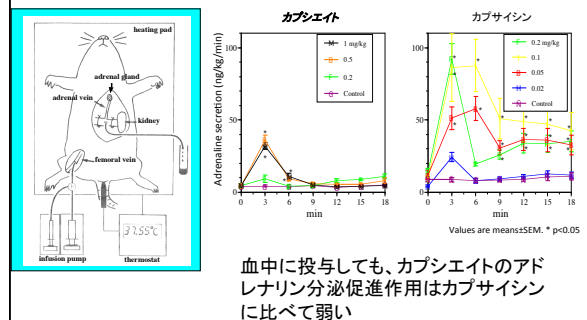 heating pad
adrenal gland
adrenal vein
kidney
femoral vein
37.55℃
infusion pump
thermostat
カプシエイト
Adrenaline secretion (ng/kg/min)
100
50
0
1 mg/kg
0.5
0.2
Control
0 3 6 9 12 15 18
min
カプサイシン
100
50
0
0.2 mg/kg
0.1
0.05
0.02
Control
0 3 6 9 12 15 18
min
Values are means±SEM. * p<0.05
血中に投与しても、カプシエイトのアド
レナリン分泌促進作用はカプサイシン
に比べて弱い